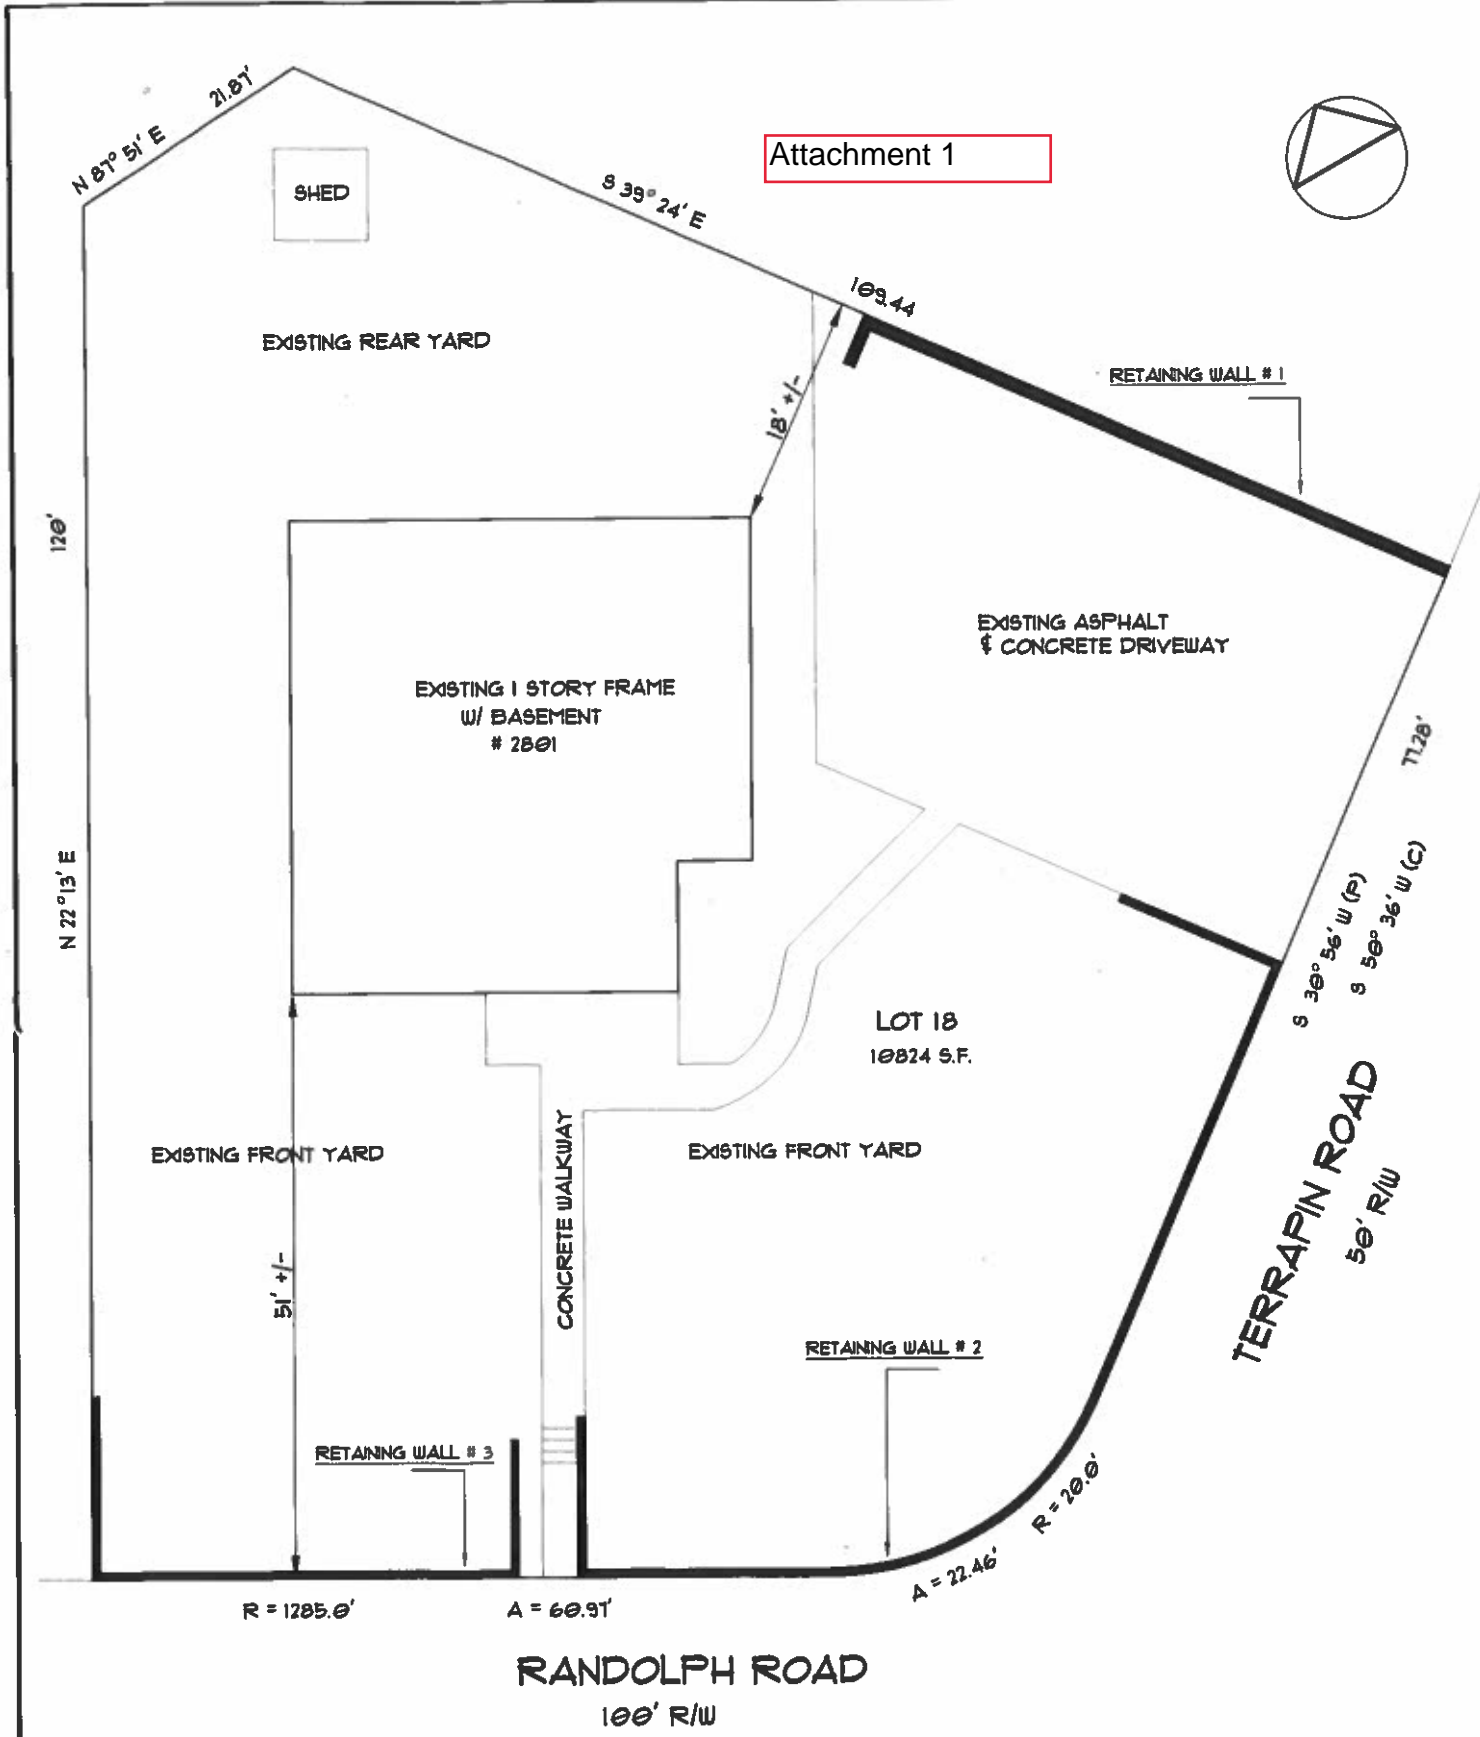 21.87'
N 87° 51' E
SHED
Attachment 1
S 39° 24' E
109.44
EXISTING REAR YARD
18' +/-
RETAINING WALL # 1
120'
EXISTING ASPHALT
& CONCRETE DRIVEWAY
EXISTING 1 STORY FRAME
W/ BASEMENT
# 2801
77.28'
N 22° 13' E
S 30° 56' W (P)
S 50° 36' W (C)
LOT 18
10824 S.F.
EXISTING FRONT YARD
CONCRETE WALKWAY
EXISTING FRONT YARD
TERRAPIN ROAD
50' R/W
51' +/-
RETAINING WALL # 2
RETAINING WALL # 3
R = 20.0'
A = 22.46'
R = 1285.0'
A = 60.97'
RANDOLPH ROAD
100' R/W